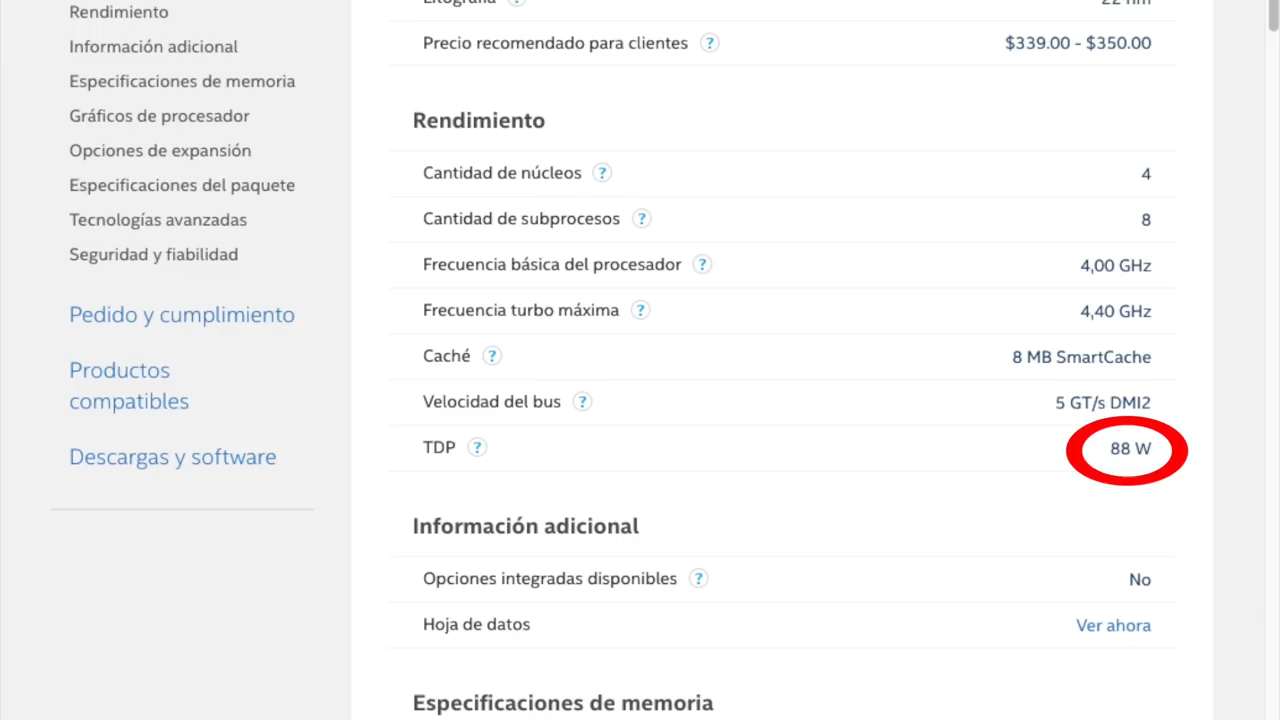 Rendimiento
Información adicional
Especificaciones de memoria
Gráficos de procesador
Opciones de expansión
Especificaciones del paquete
Tecnologías avanzadas
Seguridad y fiabilidad
Pedido y cumplimiento
Productos
compatibles
Descargas y software
Litografía ? 22 nm
Precio recomendado para clientes ? $339.00 - $350.00
Rendimiento
Cantidad de núcleos ? 4
Cantidad de subprocesos ? 8
Frecuencia básica del procesador ? 4,00 GHz
Frecuencia turbo máxima ? 4,40 GHz
Caché ? 8 MB SmartCache
Velocidad del bus ? 5 GT/s DMI2
TDP ? 88 W
Información adicional
Opciones integradas disponibles ? No
Hoja de datos Ver ahora
Especificaciones de memoria